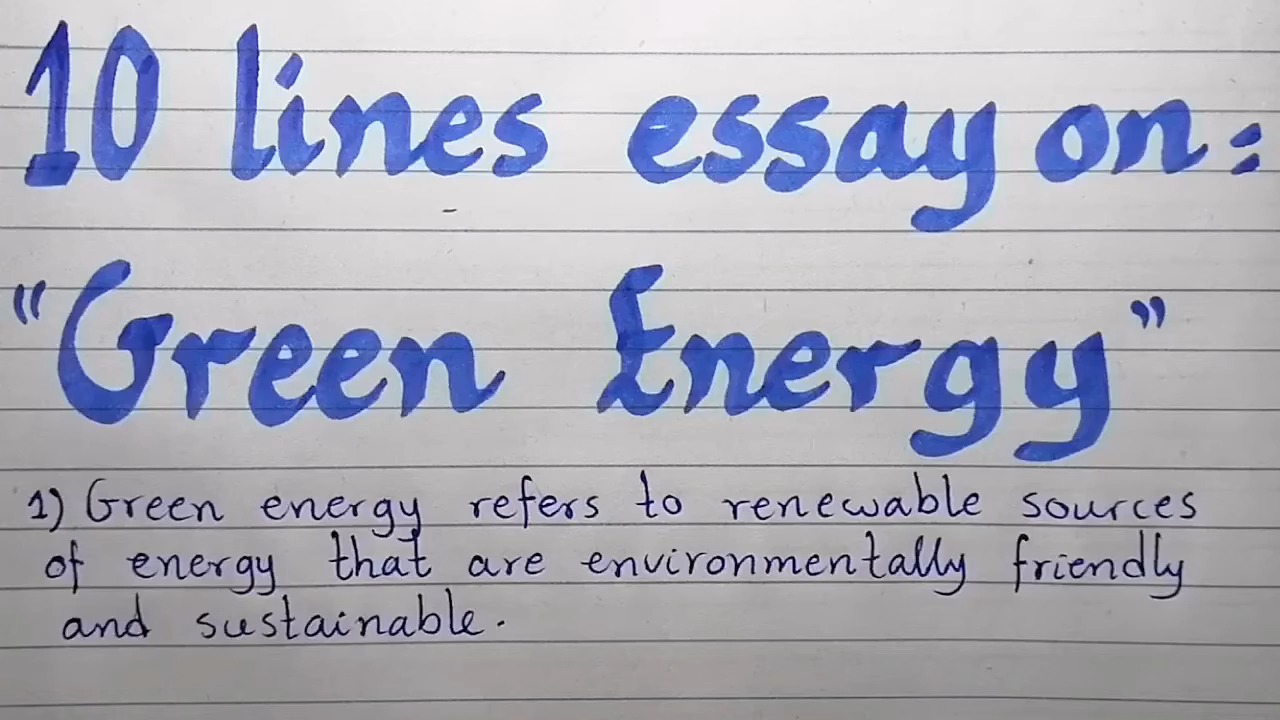 10 lines essay on:
"Green Energy"
1) Green energy refers to renewable sources
of energy that are environmentally friendly
and sustainable.